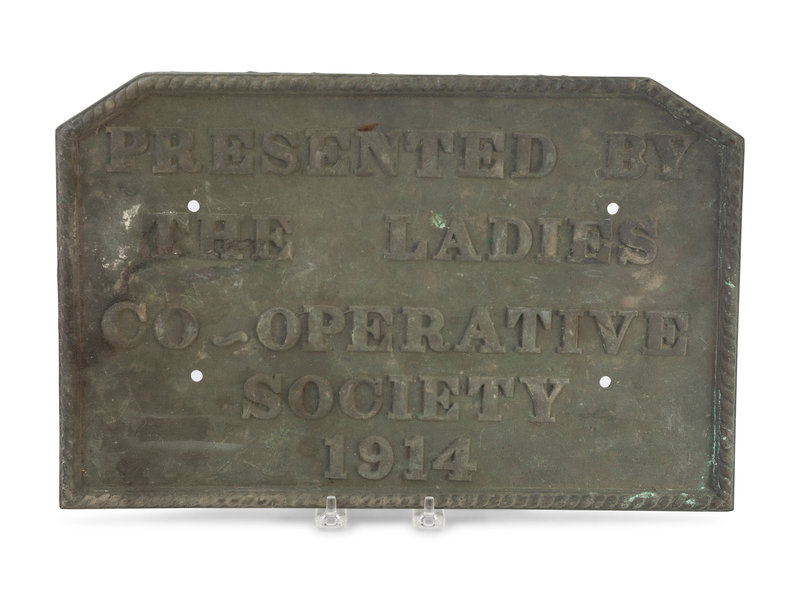 PRESENTED BY
THE LADIES
CO~OPERATIVE
SOCIETY
1914